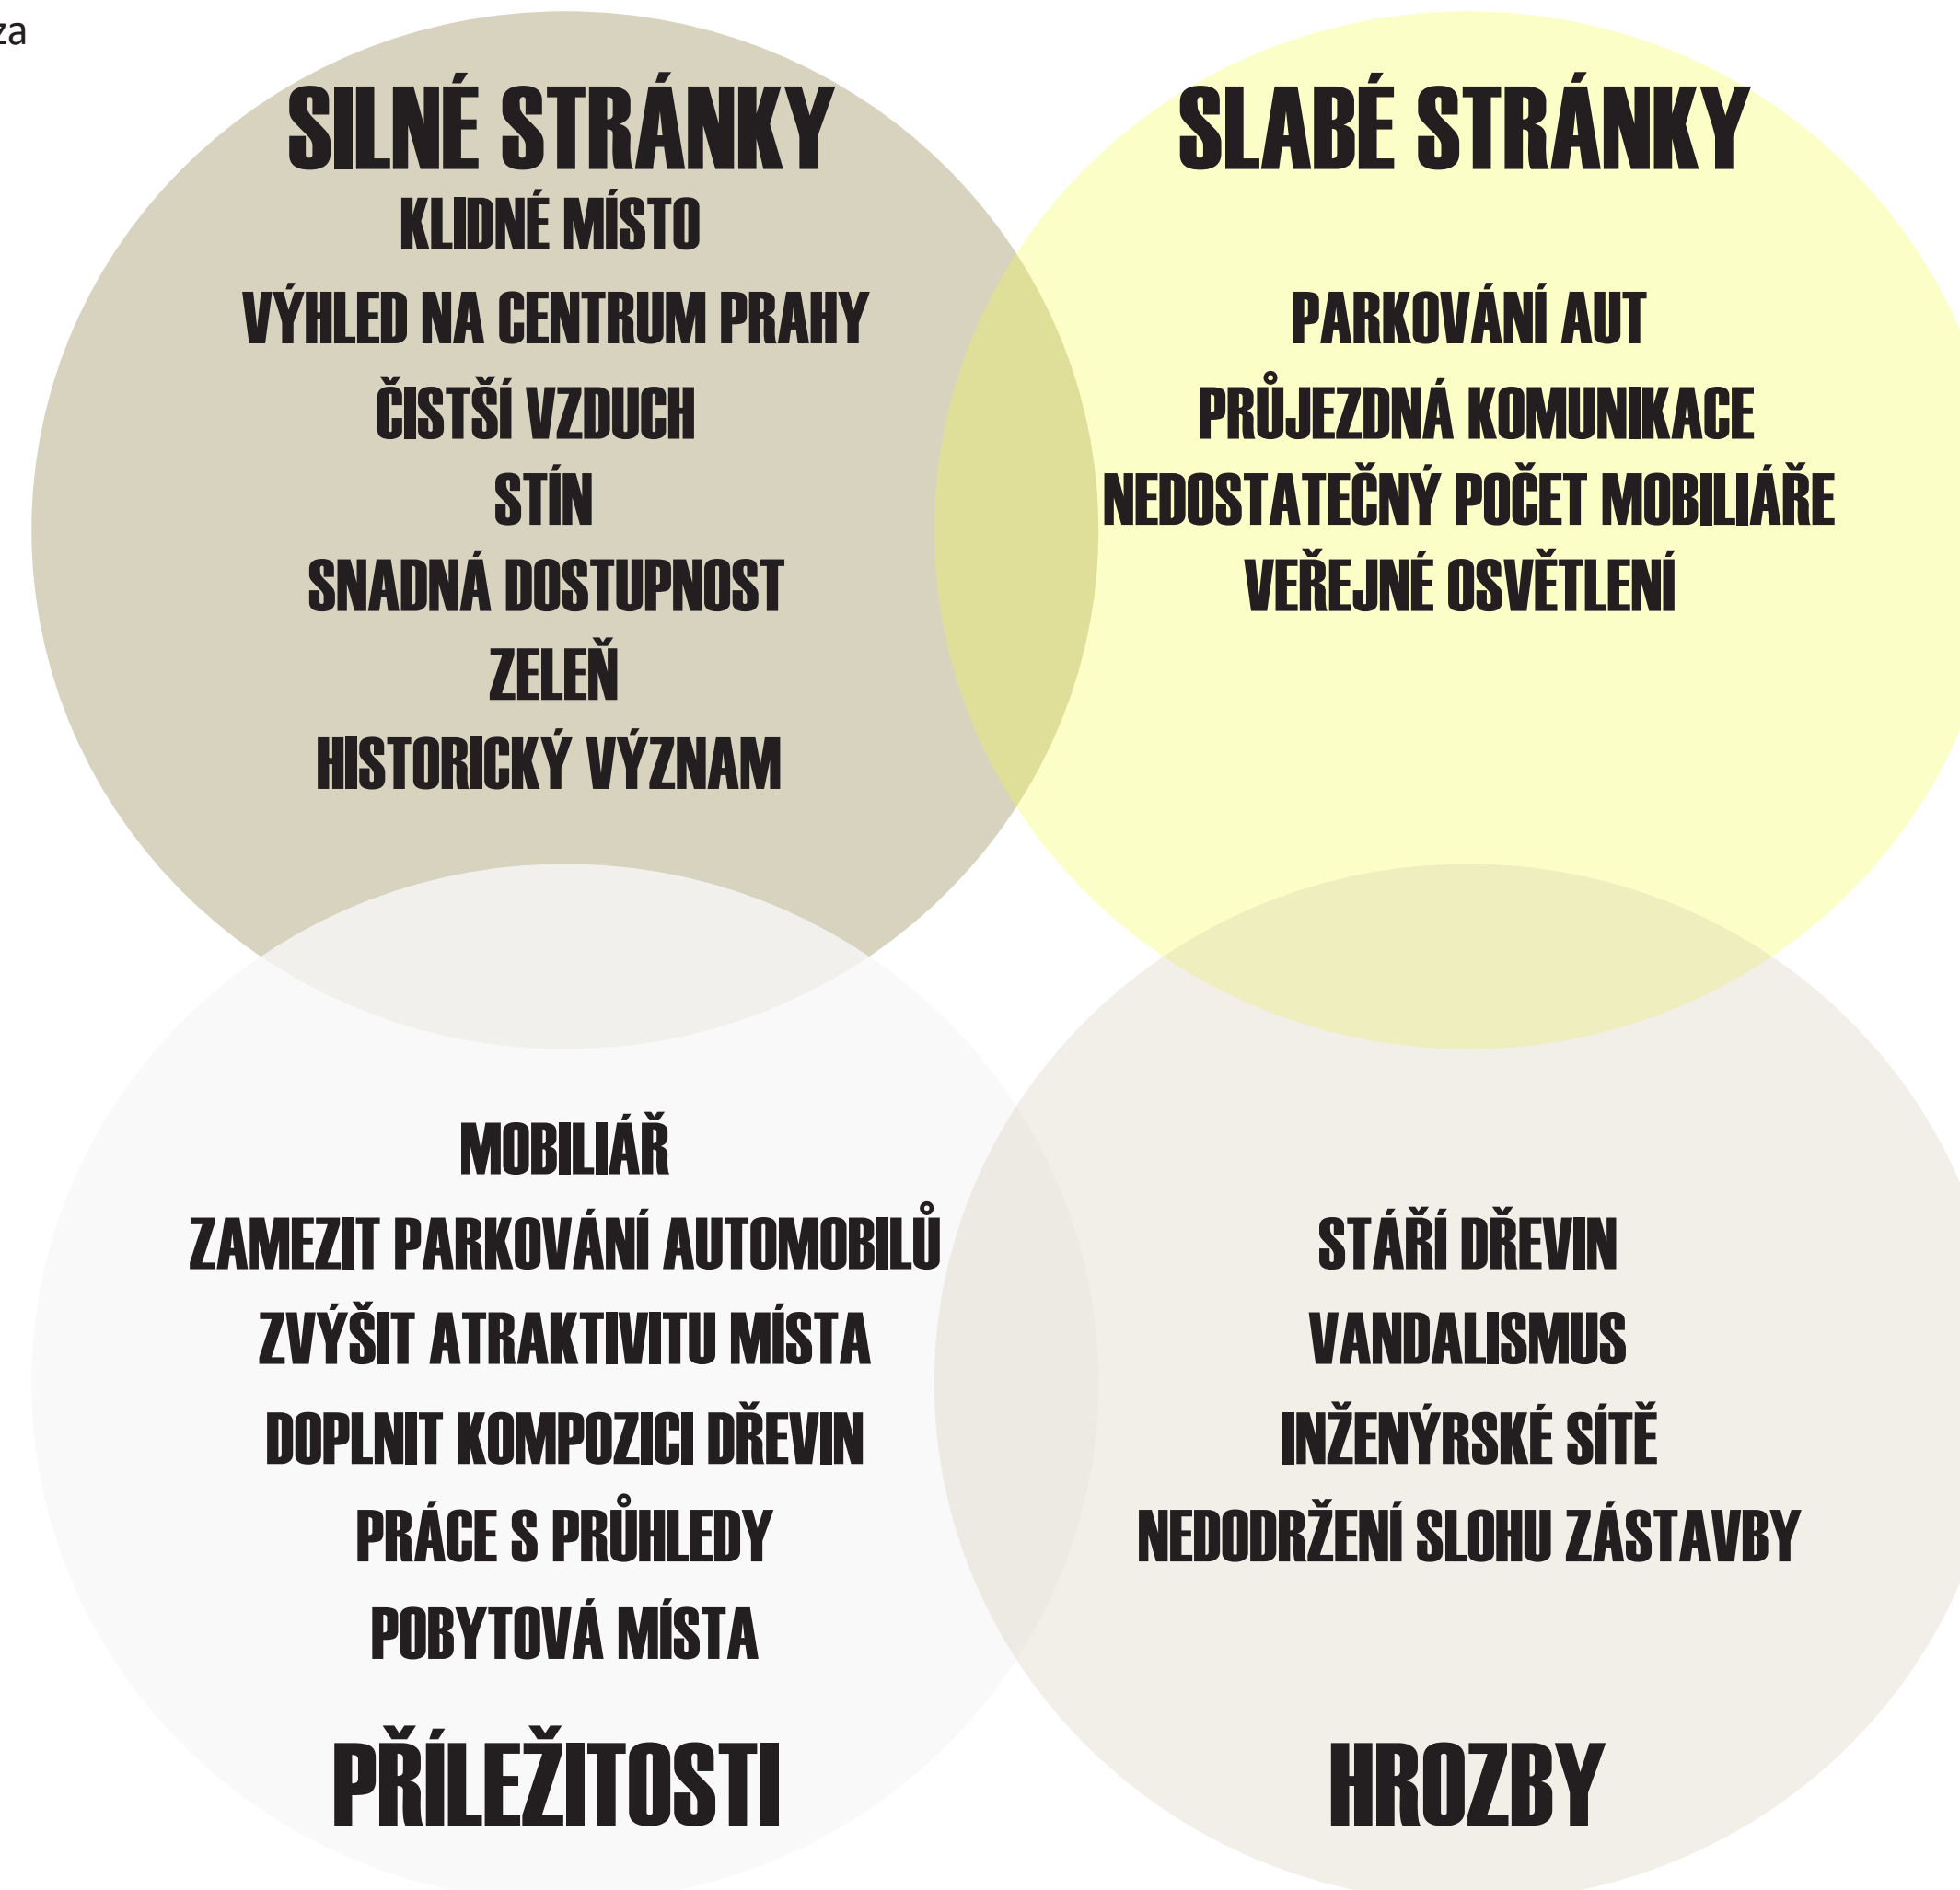 za
SILNÉ STRÁNKY
KLIDNÉ MÍSTO
VÝHLED NA CENTRUM PRAHY
ČISTŠÍ VZDUCH
STÍN
SNADNÁ DOSTUPNOST
ZELEŇ
HISTORICKÝ VÝZNAM
SLABÉ STRÁNKY
PARKOVÁNÍ AUT
PRŮJEZDNÁ KOMUNIKACE
NEDOSTATEČNÝ POČET MOBILIÁŘE
VEŘEJNÉ OSVĚTLENÍ
MOBILIÁŘ
ZAMEZIT PARKOVÁNÍ AUTOMOBILŮ
ZVÝŠIT ATRAKTIVITU MÍSTA
DOPLNIT KOMPOZICI DŘEVIN
PRÁCE S PRŮHLEDY
POBYTOVÁ MÍSTA
PŘÍLEŽITOSTI
STÁŘÍ DŘEVIN
VANDALISMUS
INŽENÝRSKÉ SÍTĚ
NEDODRŽENÍ SLOHU ZÁSTAVBY
HROZBY